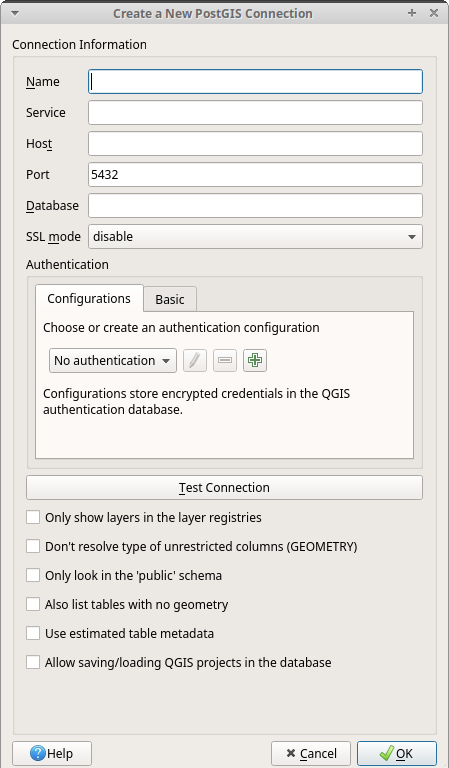 Create a New PostGIS Connection
Connection Information
Name
Service
Host
Port 5432
Database
SSL mode disable
Authentication
Configurations Basic
Choose or create an authentication configuration
No authentication
Configurations store encrypted credentials in the QGIS
authentication database.
Test Connection
Only show layers in the layer registries
Don't resolve type of unrestricted columns (GEOMETRY)
Only look in the 'public' schema
Also list tables with no geometry
Use estimated table metadata
Allow saving/loading QGIS projects in the database
Help Cancel OK